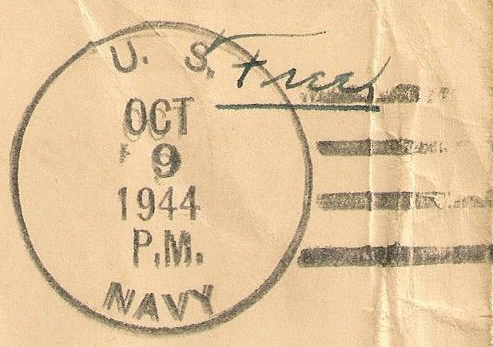 U. S.
Free
OCT
9
1944
P.M.
NAVY